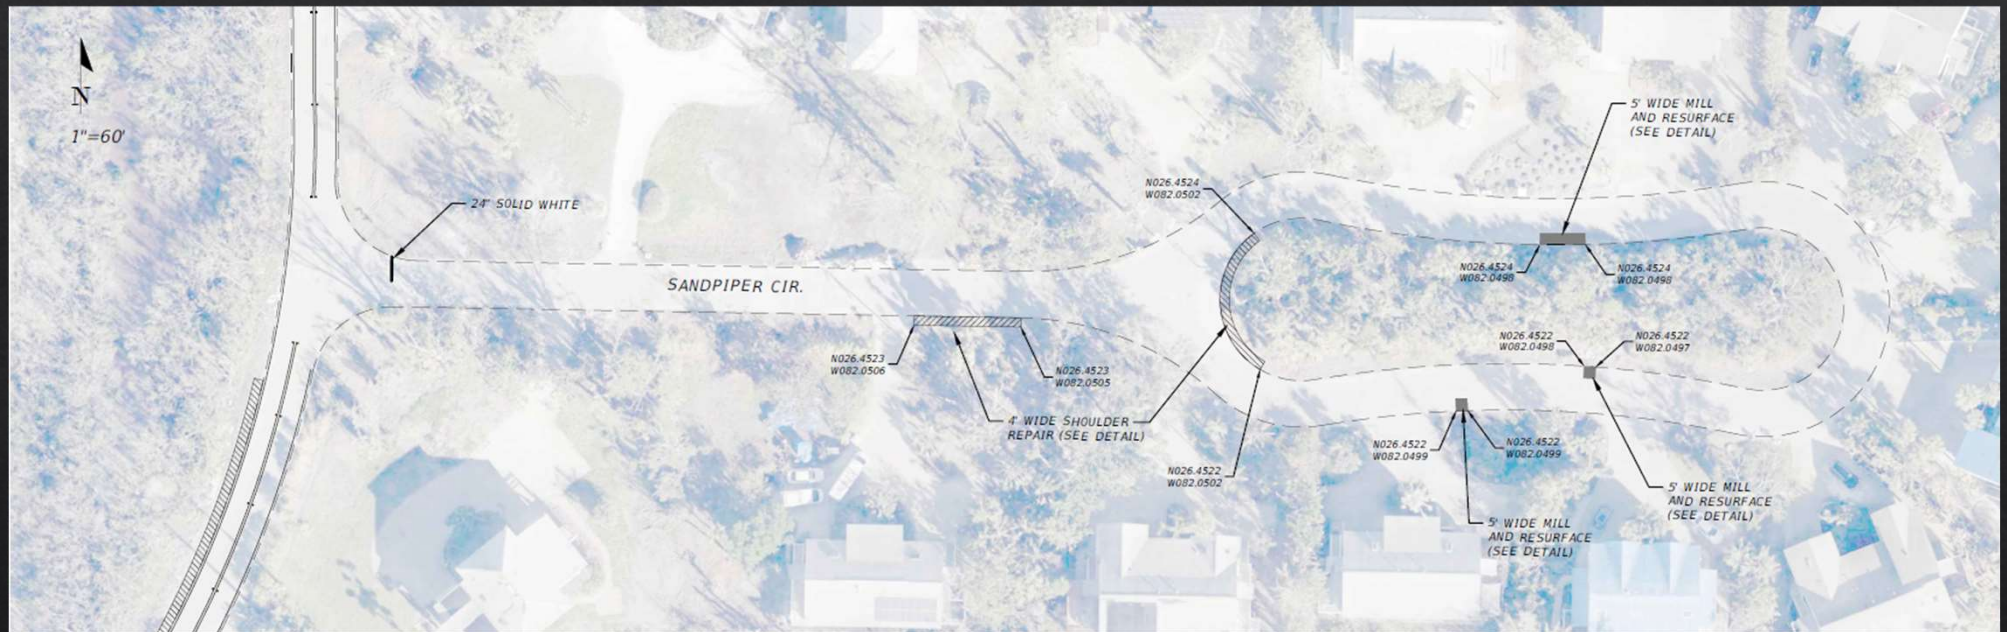 N
1"=60'
24" SOLID WHITE
SANDPIPER CIR.
N026.4523
W082.0506
N026.4523
W082.0505
4' WIDE SHOULDER
REPAIR (SEE DETAIL)
N026.4524
W082.0502
N026.4522
W082.0502
5' WIDE MILL
AND RESURFACE
(SEE DETAIL)
N026.4524
W082.0498
N026.4524
W082.0498
N026.4522
W082.0498
N026.4522
W082.0497
N026.4522
W082.0499
N026.4522
W082.0499
5' WIDE MILL
AND RESURFACE
(SEE DETAIL)
5' WIDE MILL
AND RESURFACE
(SEE DETAIL)